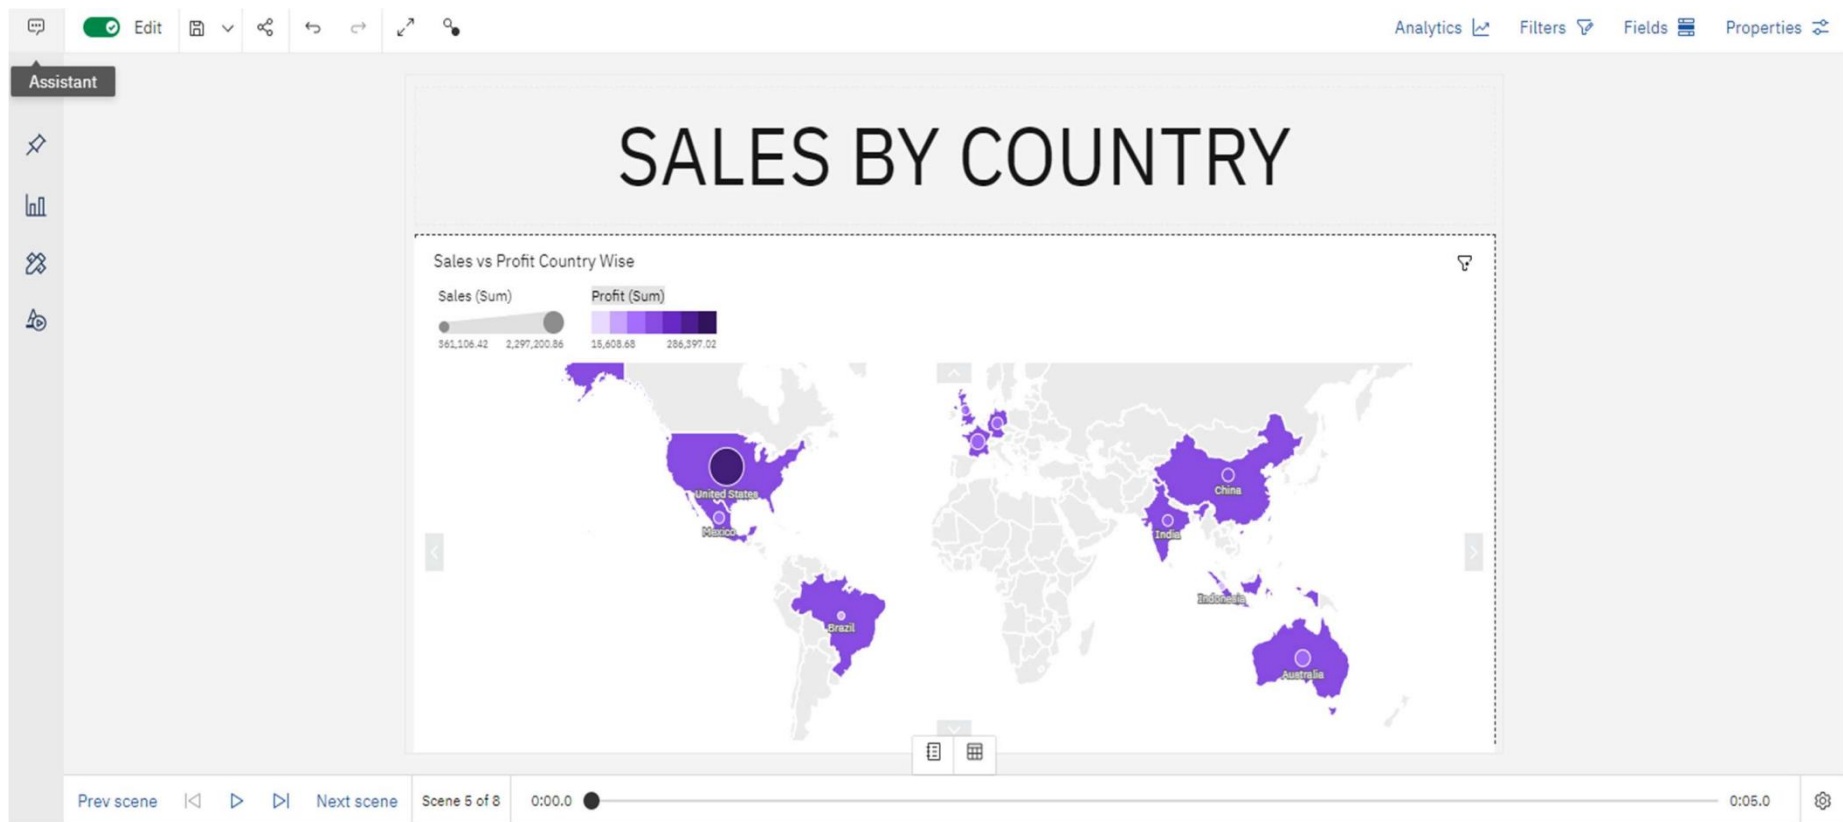 Edit
Analytics
Filters
Fields
Properties
Assistant
SALES BY COUNTRY
Sales vs Profit Country Wise
Sales (Sum)
Profit (Sum)
361,106.42
2,297,200.86
15,608.68
286,397.02
United States
Mexico
China
India
Indonesia
Brazil
Australia
Prev scene
Next scene
Scene 5 of 8
0:00.0
0:05.0